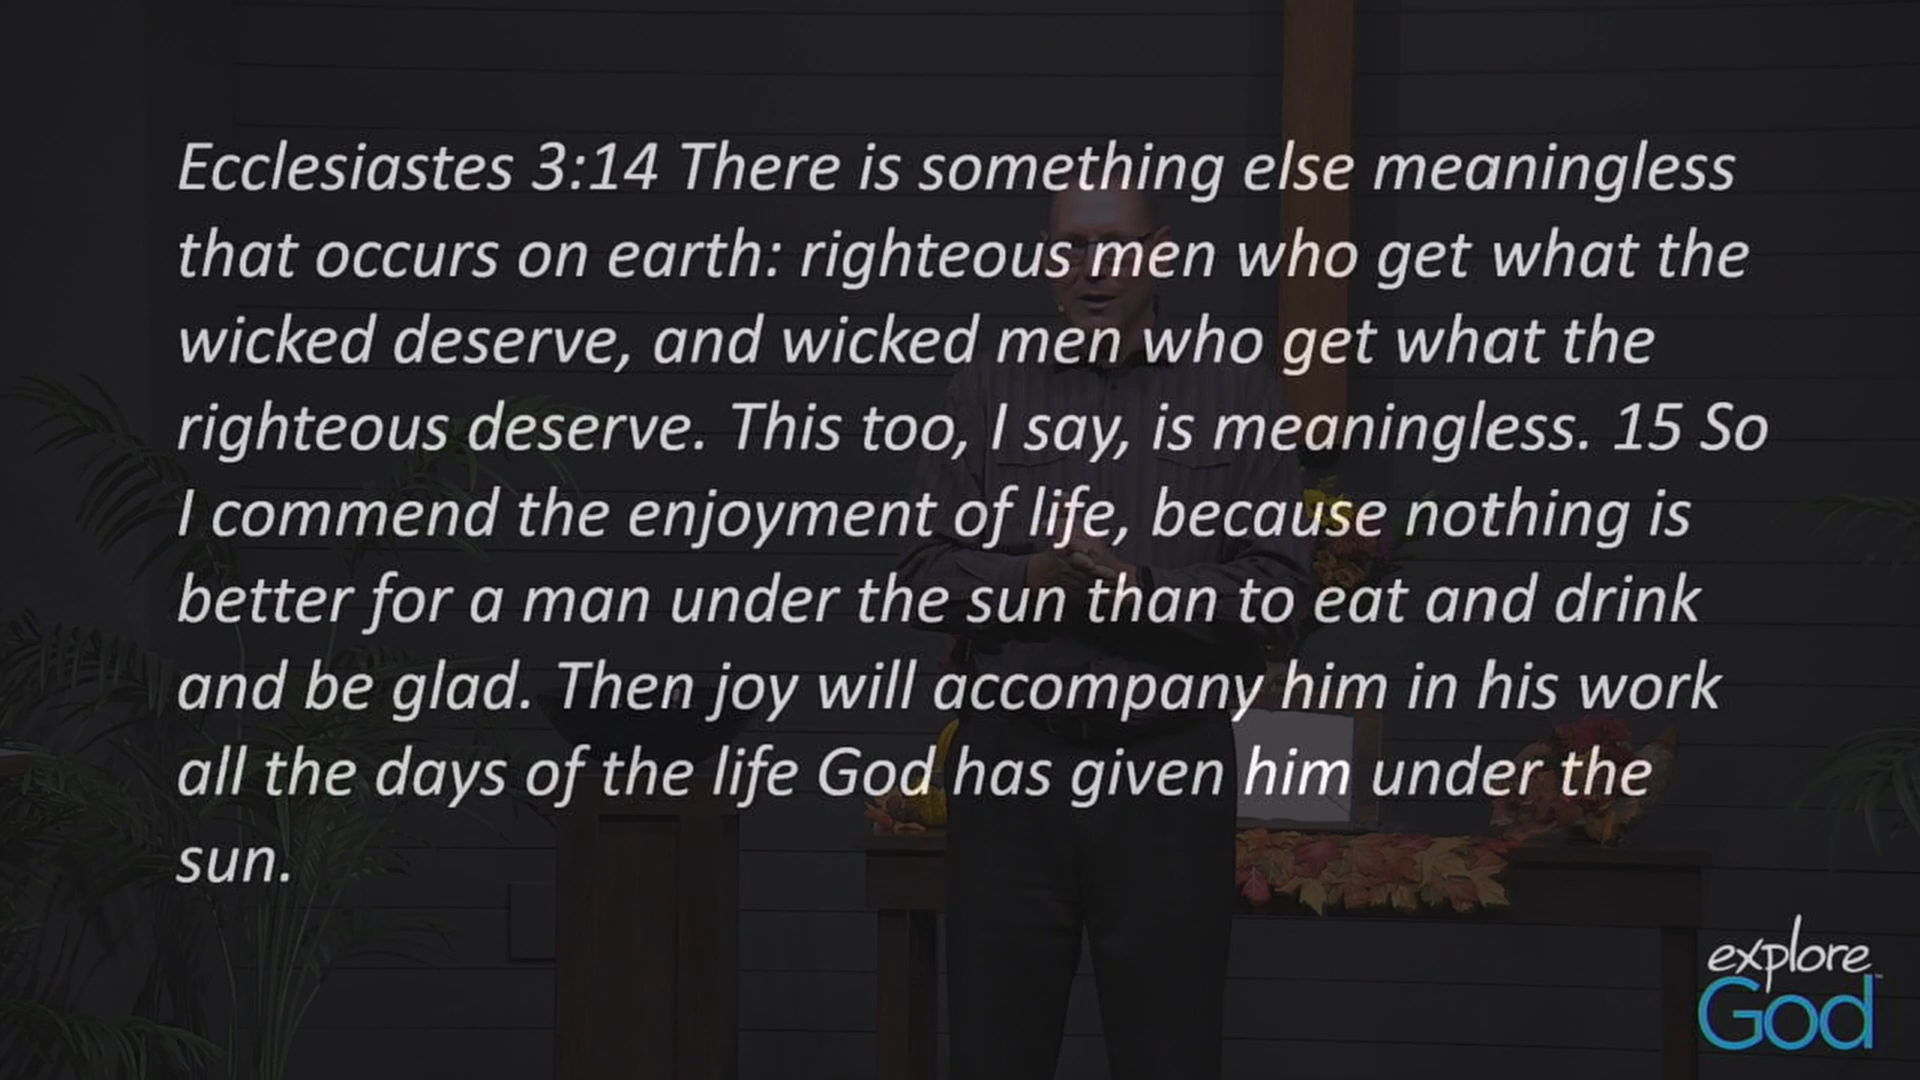 Ecclesiastes 3:14 There is something else meaningless
that occurs on earth: righteous men who get what the
wicked deserve, and wicked men who get what the
righteous deserve. This too, I say, is meaningless. 15 So
I commend the enjoyment of life, because nothing is
better for a man under the sun than to eat and drink
and be glad. Then joy will accompany him in his work
all the days of the life God has given him under the
sun.
explore
God